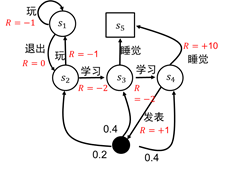 玩
R = -1
s₁
s₅
退出
R = 0
玩
R = -1
睡觉
R = +10
睡觉
s₂
学习
R = -2
s₃
学习
R = -2
s₄
发表
R = +1
0.4
0.2
0.4